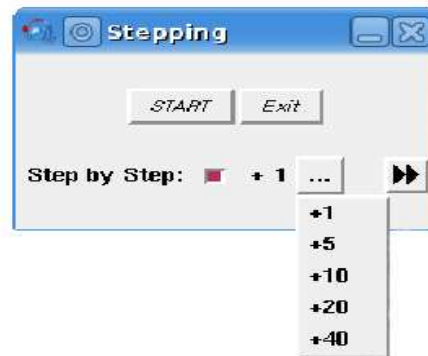 Stepping
START Exit
Step by Step: + 1 ...
+1
+5
+10
+20
+40